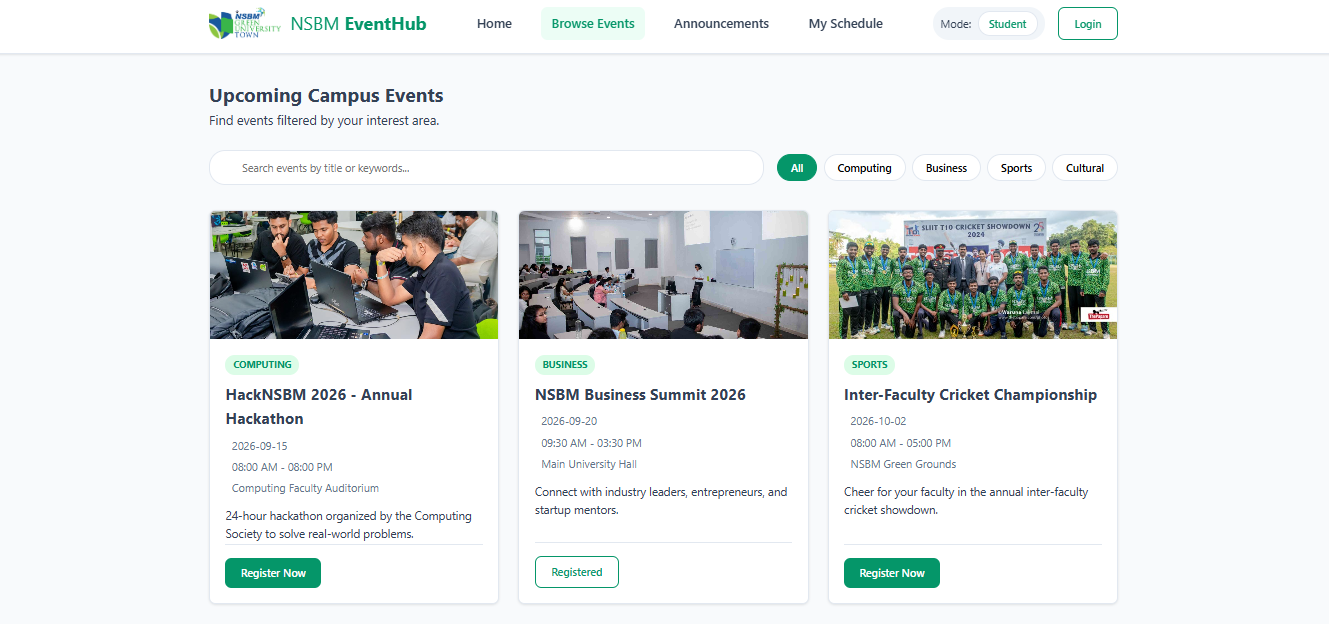 NSBM
GREEN
UNIVERSITY
TOWN
NSBM EventHub
Home
Browse Events
Announcements
My Schedule
Mode: Student
Login
Upcoming Campus Events
Find events filtered by your interest area.
Search events by title or keywords...
All
Computing
Business
Sports
Cultural
SLIIT T10 CRICKET SHOWDOWN
2024
COMPUTING
HackNSBM 2026 - Annual
Hackathon
2026-09-15
08:00 AM - 08:00 PM
Computing Faculty Auditorium
24-hour hackathon organized by the Computing
Society to solve real-world problems.
Register Now
BUSINESS
NSBM Business Summit 2026
2026-09-20
09:30 AM - 03:30 PM
Main University Hall
Connect with industry leaders, entrepreneurs, and
startup mentors.
Registered
SPORTS
Inter-Faculty Cricket Championship
2026-10-02
08:00 AM - 05:00 PM
NSBM Green Grounds
Cheer for your faculty in the annual inter-faculty
cricket showdown.
Register Now